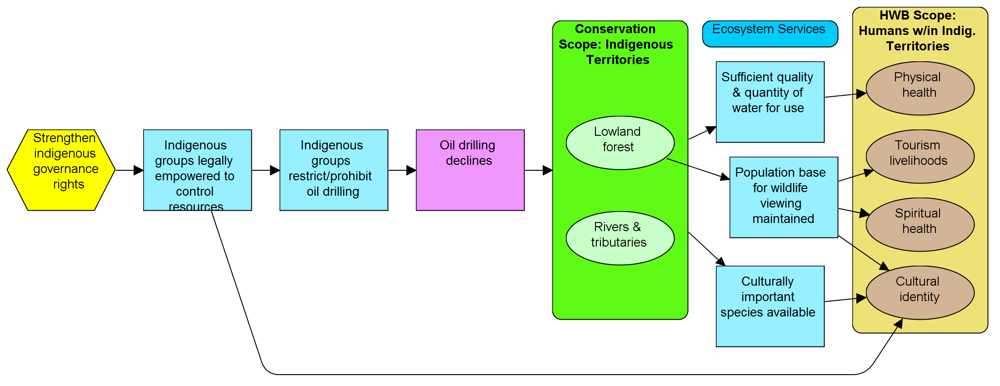 Strengthen
indigenous
governance
rights
Indigenous
groups legally
empowered to
control
resources
Indigenous
groups
restrict/prohibit
oil drilling
Oil drilling
declines
Conservation
Scope: Indigenous
Territories
Lowland
forest
Rivers &
tributaries
Ecosystem Services
Sufficient quality
& quantity of
water for use
Population base
for wildlife
viewing
maintained
Culturally
important
species available
HWB Scope:
Humans w/in Indig.
Territories
Physical
health
Tourism
livelihoods
Spiritual
health
Cultural
identity